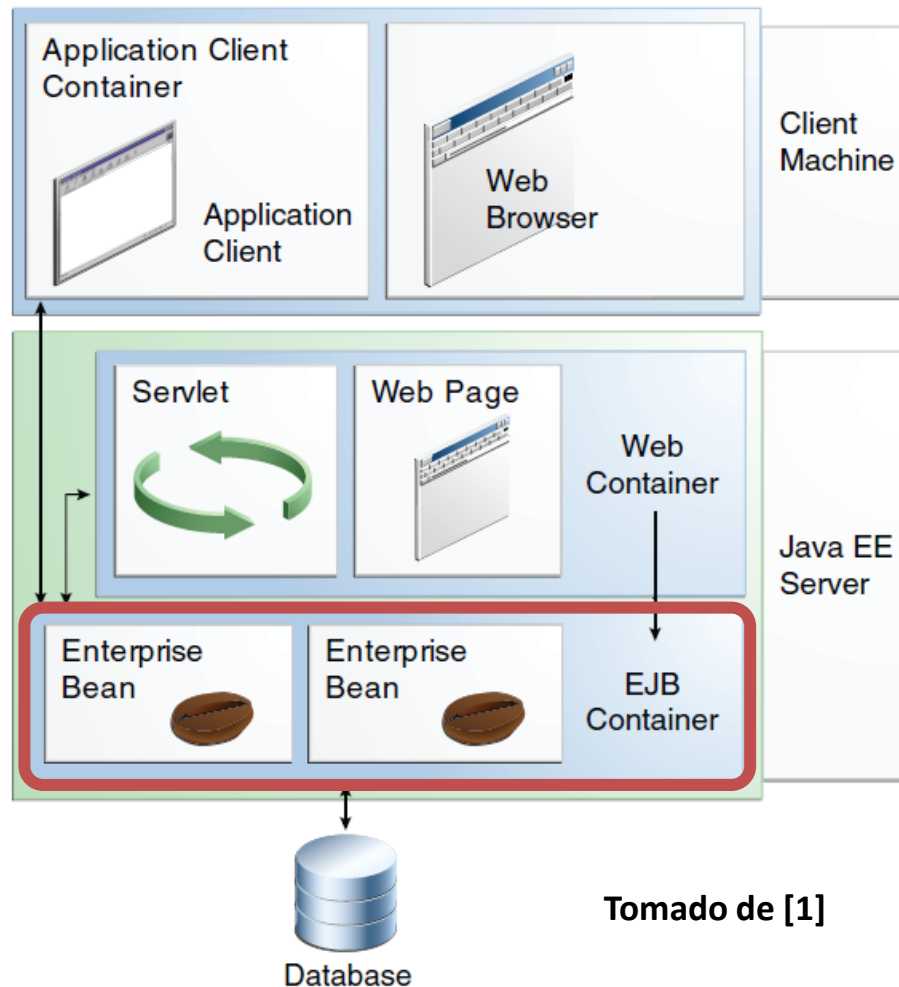 Application Client
Container
Application
Client
Web
Browser
Client
Machine
Servlet
Web Page
Web
Container
Java EE
Server
Enterprise
Bean
Enterprise
Bean
EJB
Container
Database
Tomado de [1]